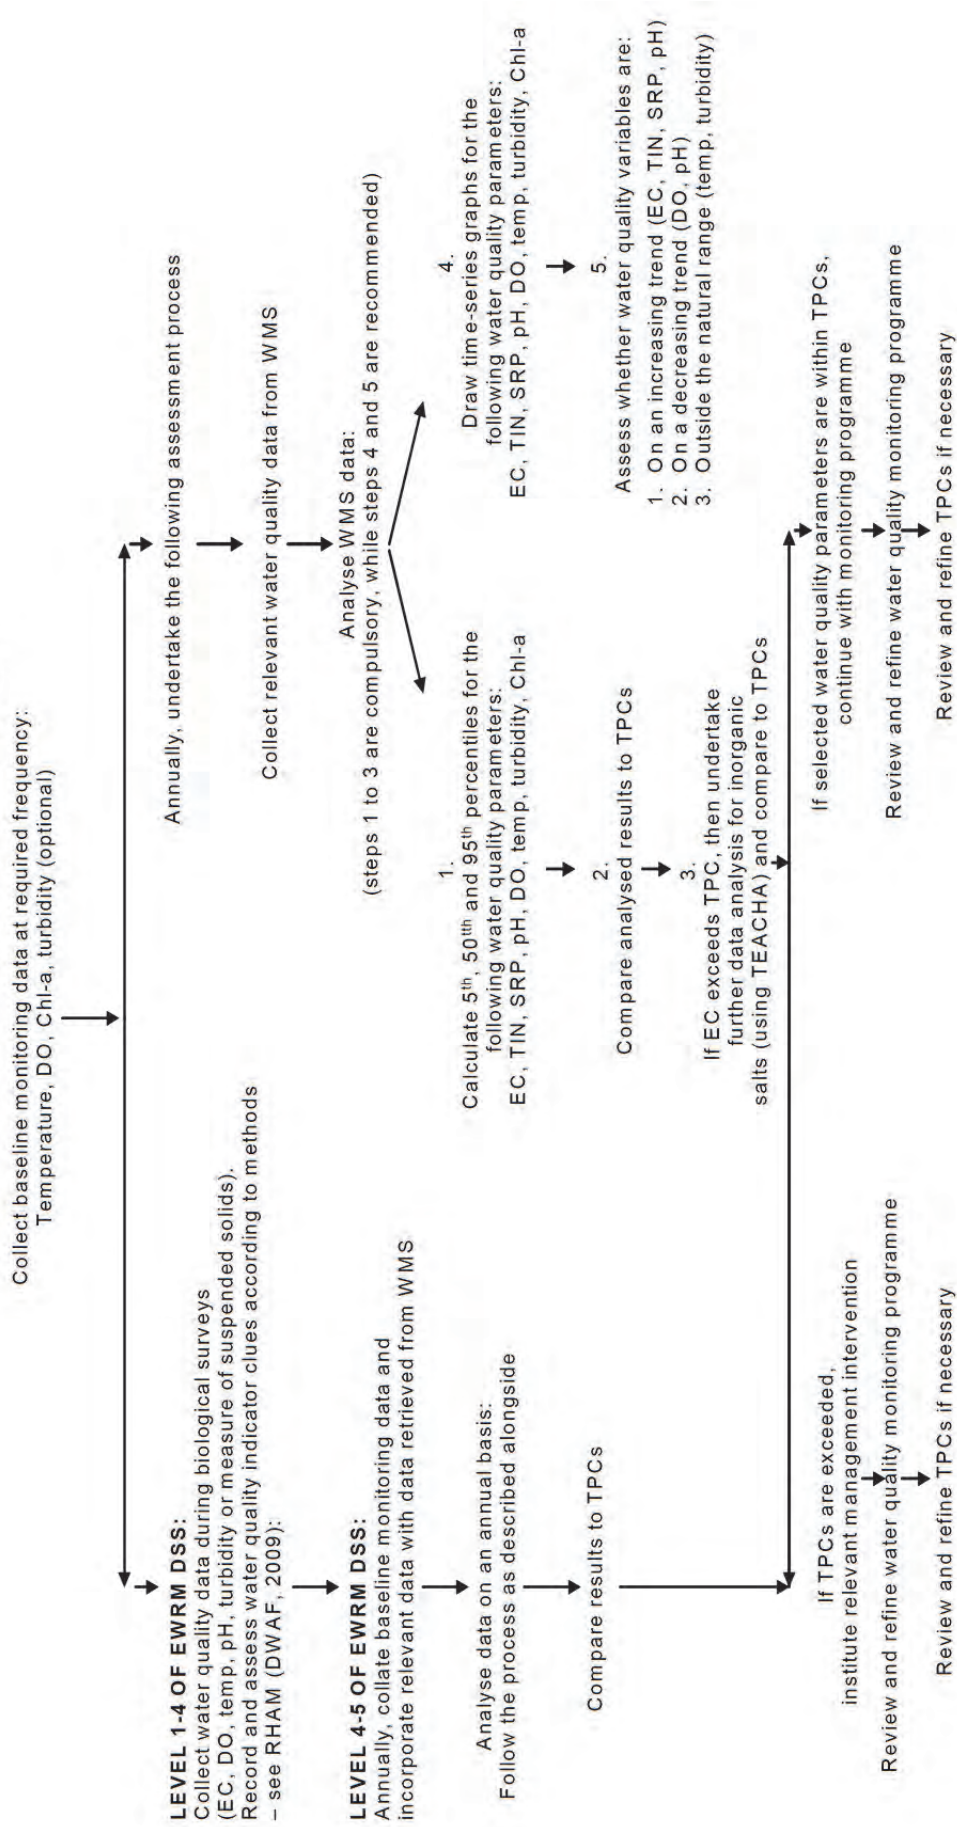 Collect baseline monitoring data at required frequency:
Temperature, DO, Chl-a, turbidity (optional)
LEVEL 1-4 OF EWRM DSS:
Collect water quality data during biological surveys
(EC, DO, temp, pH, turbidity or measure of suspended solids).
Record and assess water quality indicator clues according to methods
– see RHAM (DWAF, 2009):
LEVEL 4-5 OF EWRM DSS:
Annually, collate baseline monitoring data and
incorporate relevant data with data retrieved from WMS
Analyse data on an annual basis:
Follow the process as described alongside
Compare results to TPCs
Annually, undertake the following assessment process
Collect relevant water quality data from WMS
Analyse WMS data:
(steps 1 to 3 are compulsory, while steps 4 and 5 are recommended)
1.
Calculate 5th, 50tth and 95th percentiles for the
following water quality parameters:
EC, TIN, SRP, pH, DO, temp, turbidity, Chl-a
2.
Compare analysed results to TPCs
3.
If EC exceeds TPC, then undertake
further data analysis for inorganic
salts (using TEACHA) and compare to TPCs
4.
Draw time-series graphs for the
following water quality parameters:
EC, TIN, SRP, pH, DO, temp, turbidity, Chl-a
5.
Assess whether water quality variables are:
1. On an increasing trend (EC, TIN, SRP, pH)
2. On a decreasing trend (DO, pH)
3. Outside the natural range (temp, turbidity)
If TPCs are exceeded,
institute relevant management intervention
Review and refine water quality monitoring programme
Review and refine TPCs if necessary
If selected water quality parameters are within TPCs,
continue with monitoring programme
Review and refine water quality monitoring programme
Review and refine TPCs if necessary